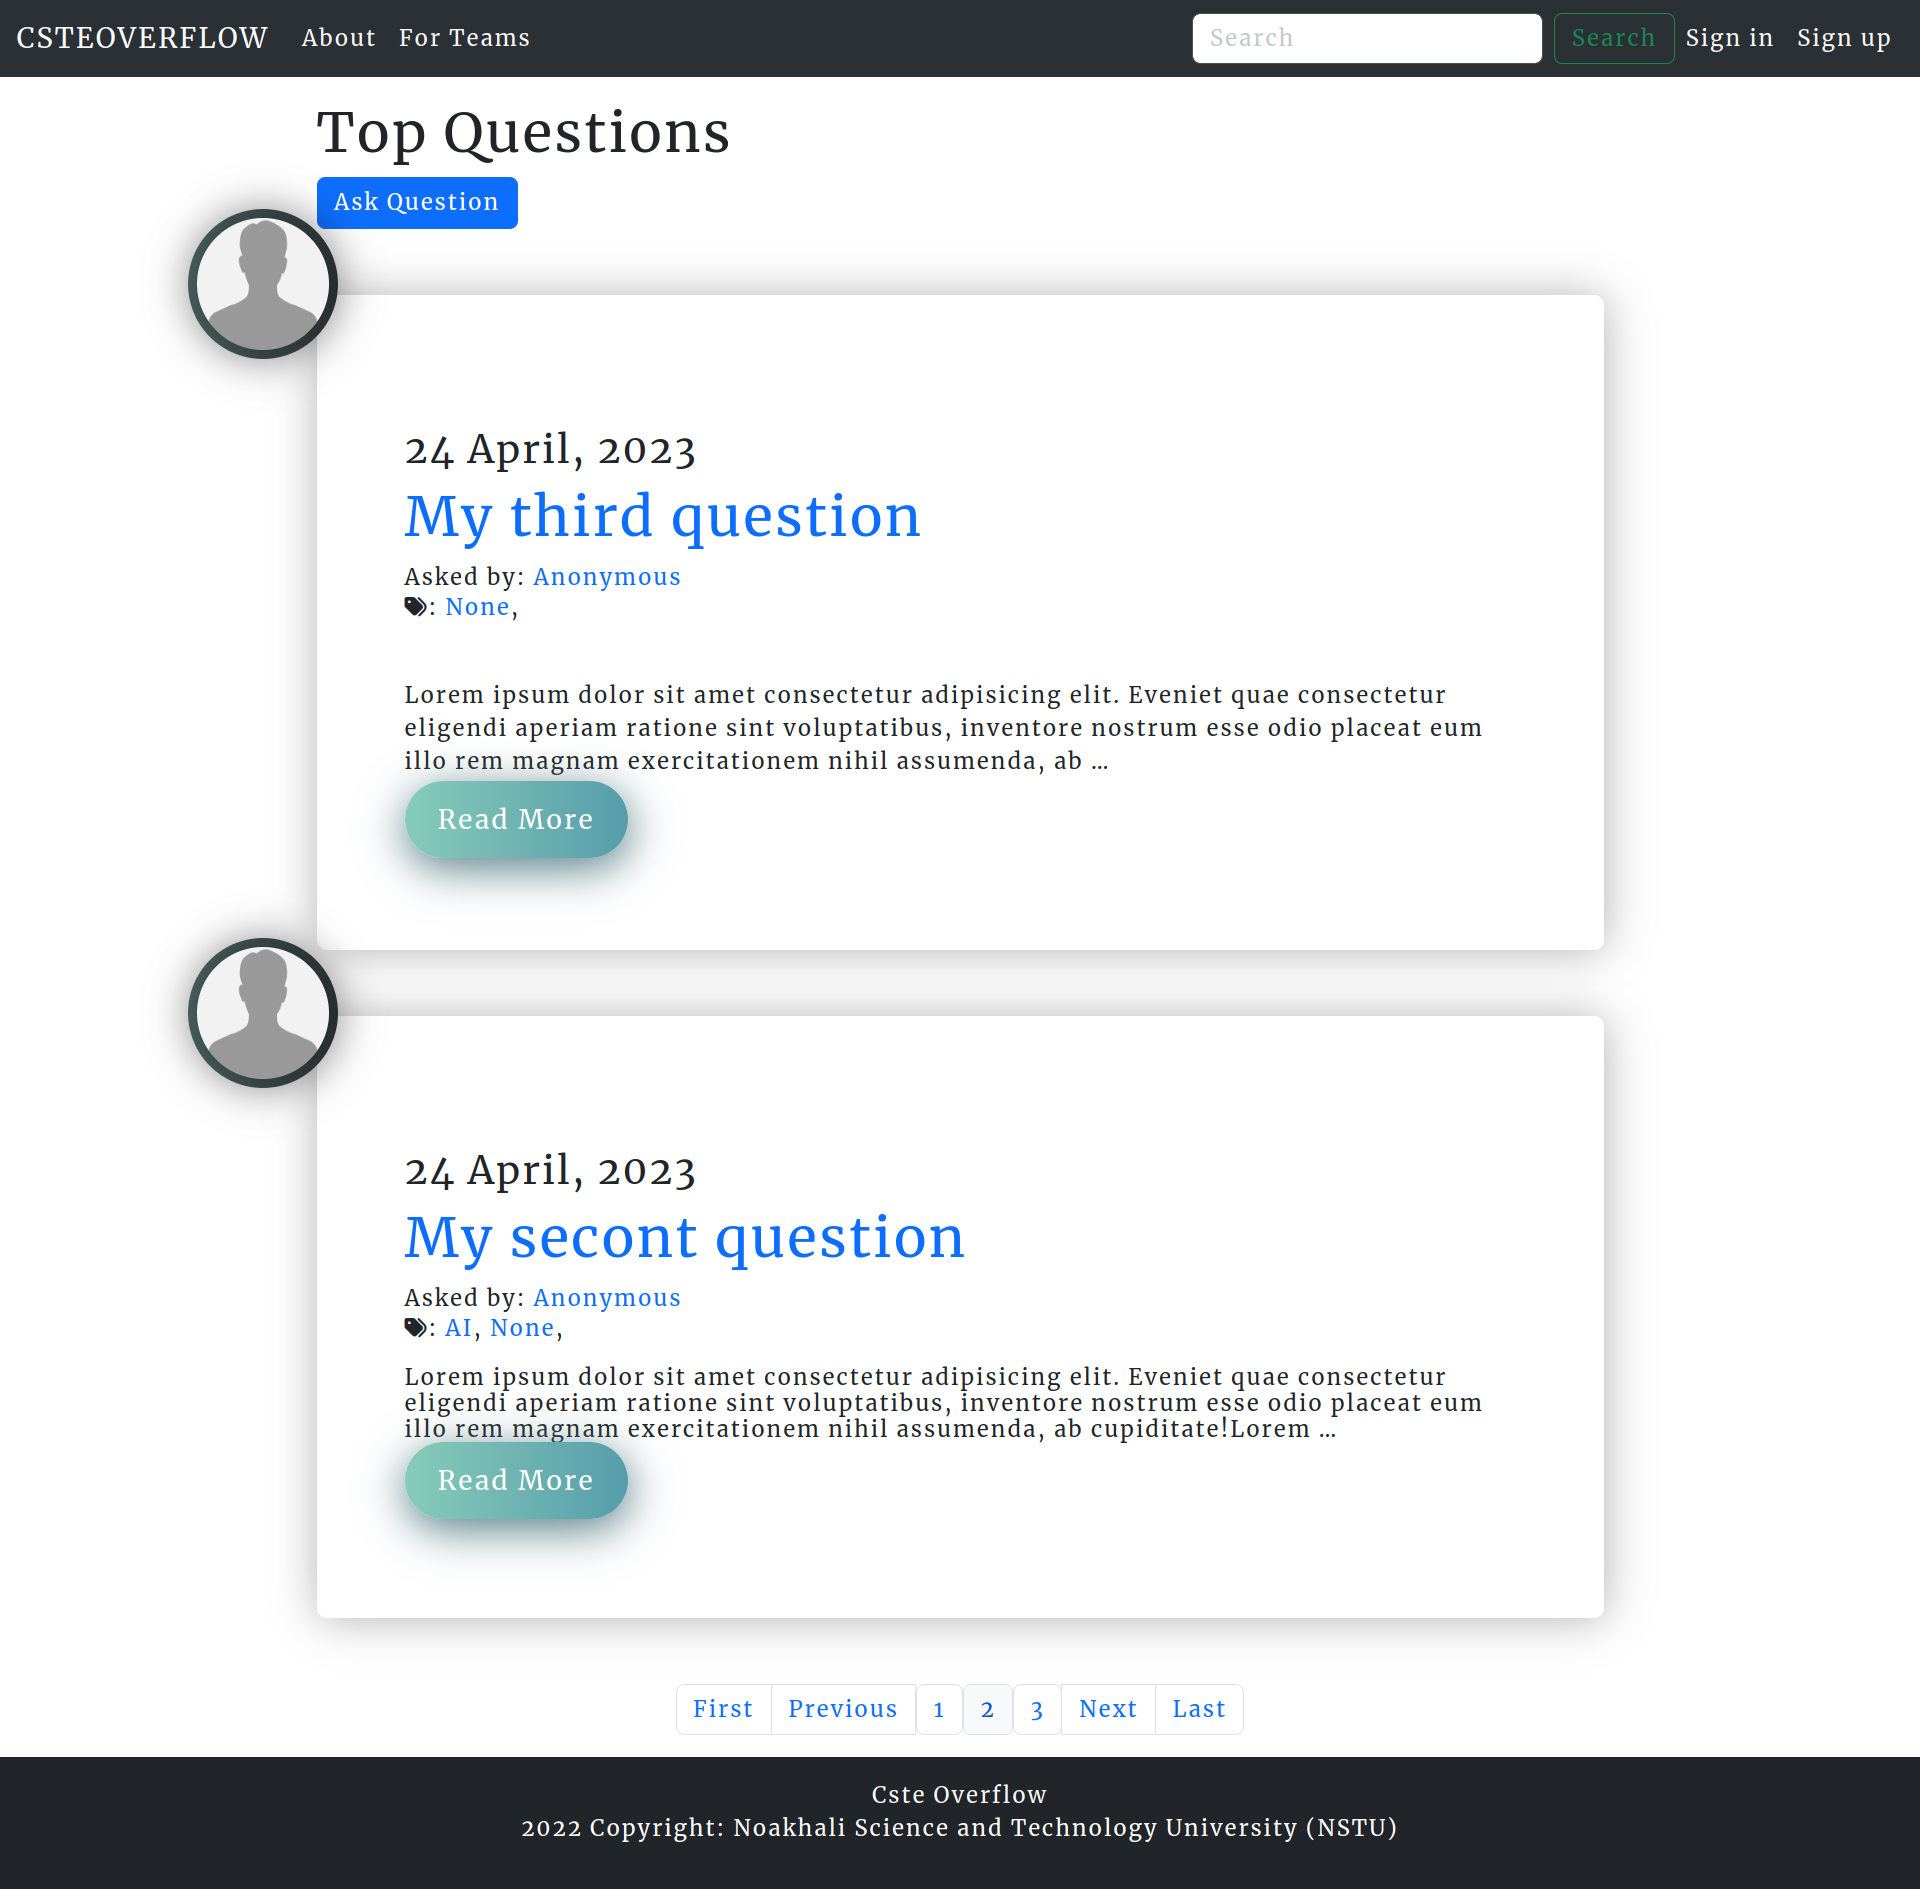 CSTEOVERFLOW About For Teams Search Search Sign in Sign up
Top Questions
Ask Question
24 April, 2023
My third question
Asked by: Anonymous
: None,
Lorem ipsum dolor sit amet consectetur adipisicing elit. Eveniet quae consectetur
eligendi aperiam ratione sint voluptatibus, inventore nostrum esse odio placeat eum
illo rem magnam exercitationem nihil assumenda, ab ...
Read More
24 April, 2023
My secont question
Asked by: Anonymous
: AI, None,
Lorem ipsum dolor sit amet consectetur adipisicing elit. Eveniet quae consectetur
eligendi aperiam ratione sint voluptatibus, inventore nostrum esse odio placeat eum
illo rem magnam exercitationem nihil assumenda, ab cupiditate!Lorem ...
Read More
First Previous 1 2 3 Next Last
Cste Overflow
2022 Copyright: Noakhali Science and Technology University (NSTU)